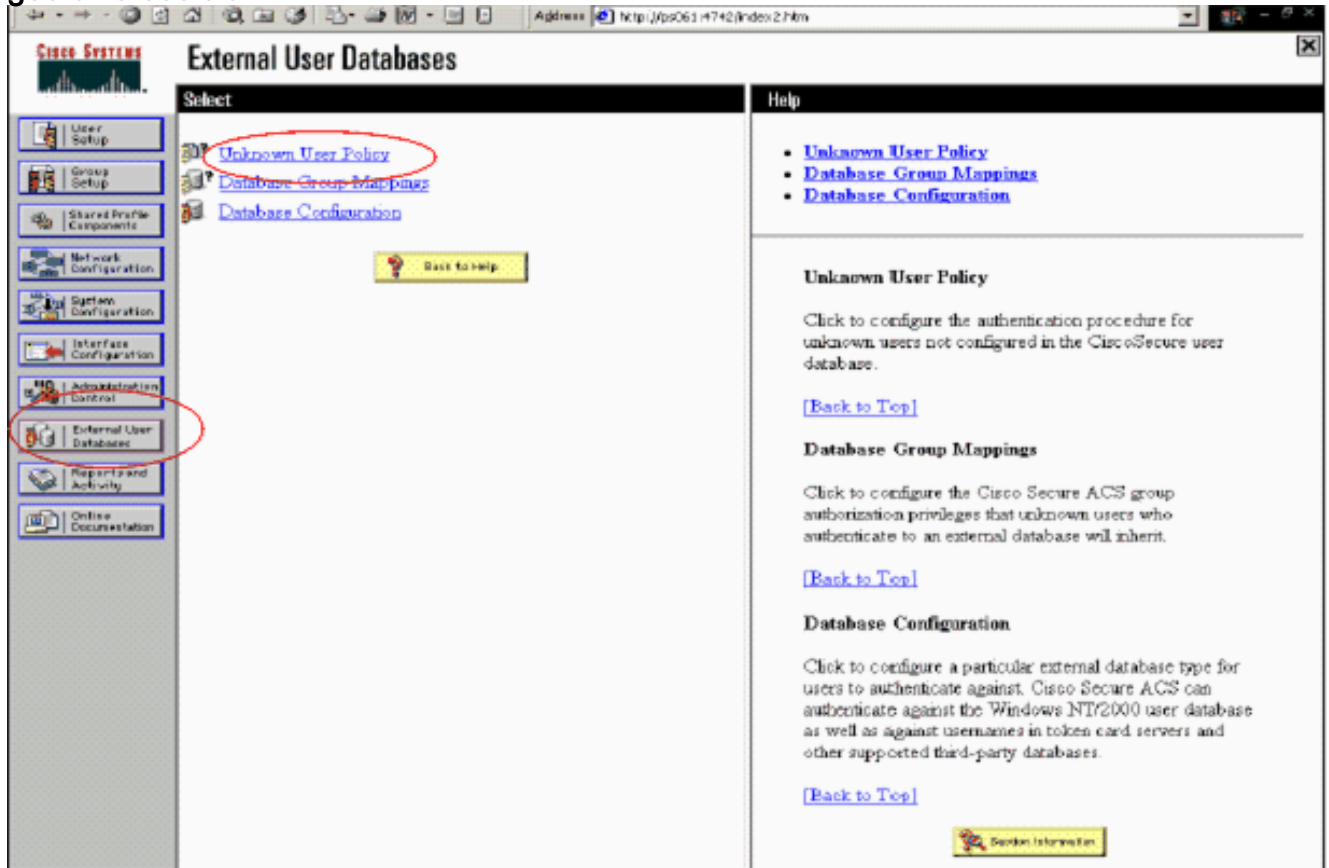 Address http://ps061:4742/index2.htm
CISCO SYSTEMS
External User Databases
Select
Help
User
Setup
Group
Setup
Shared Profile
Components
Network
Configuration
System
Configuration
Interface
Configuration
Administration
Control
External User
Databases
Reports and
Activity
Online
Documentation
Unknown User Policy
Database Group Mappings
Database Configuration
Back to Help
• Unknown User Policy
• Database Group Mappings
• Database Configuration
Unknown User Policy
Click to configure the authentication procedure for
unknown users not configured in the CiscoSecure user
database.
[Back to Top]
Database Group Mappings
Click to configure the Cisco Secure ACS group
authorization privileges that unknown users who
authenticate to an external database will inherit.
[Back to Top]
Database Configuration
Click to configure a particular external database type for
users to authenticate against. Cisco Secure ACS can
authenticate against the Windows NT/2000 user database
as well as against usernames in token card servers and
other supported third-party databases.
[Back to Top]
Section Information